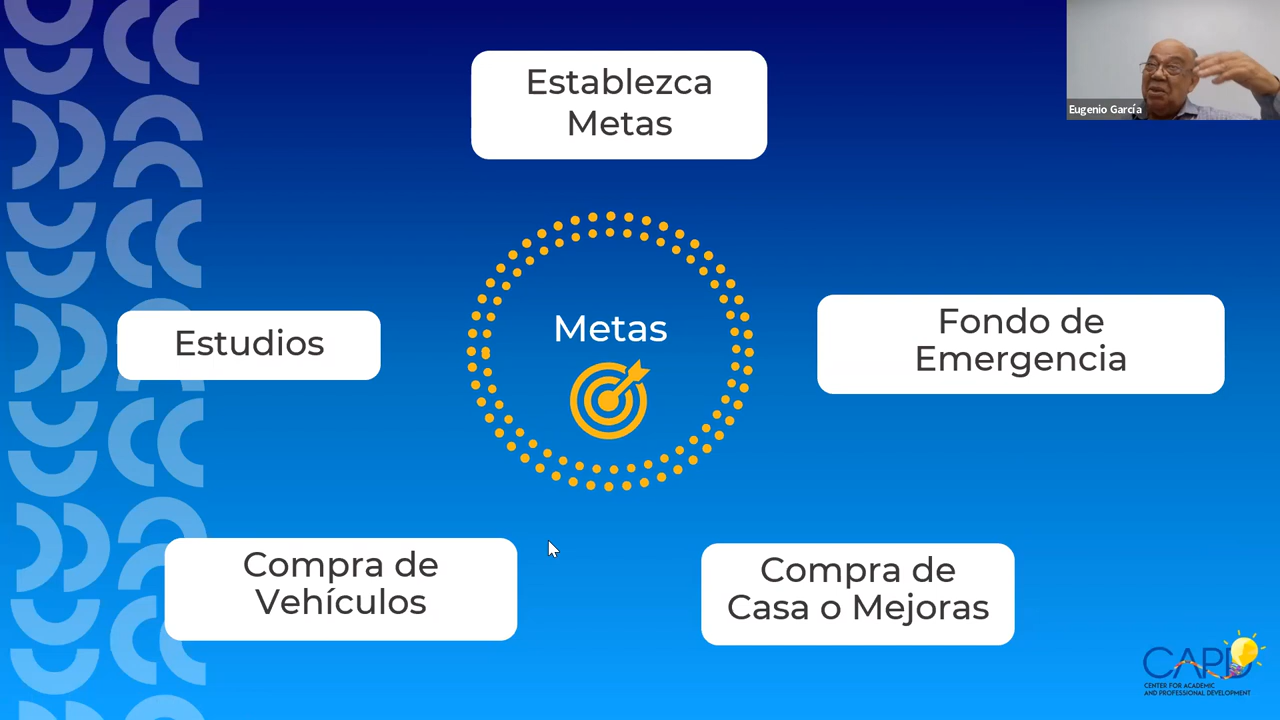 Establezca
Metas
Eugenio García
Metas
Estudios
Fondo de
Emergencia
Compra de
Vehículos
Compra de
Casa o Mejoras
CAPD
CENTER FOR ACADEMIC
AND PROFESSIONAL DEVELOPMENT